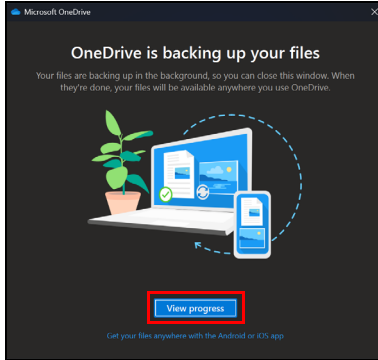 Microsoft OneDrive
OneDrive is backing up your files
Your files are backing up in the background, so you can close this window. When
they're done, your files will be available anywhere you use OneDrive.
View progress
Get your files anywhere with the Android or iOS app